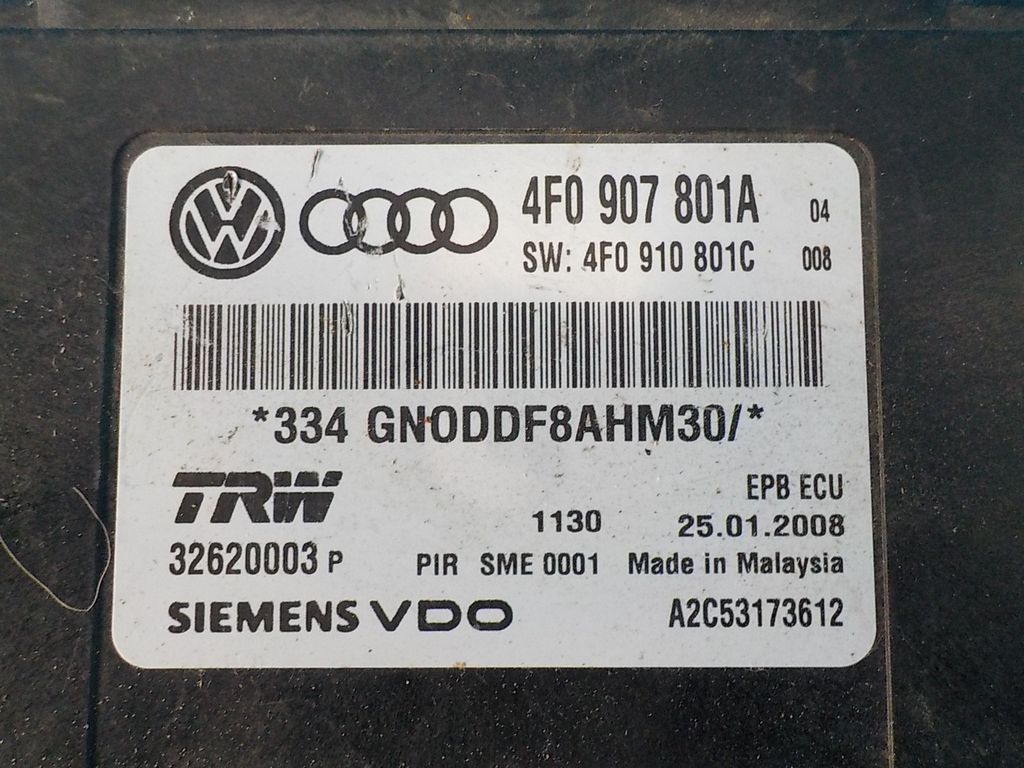 4F0 907 801A 04
SW: 4F0 910 801C 008
*334 GN0DDF8AHM30/*
TRW EPB ECU
1130 25.01.2008
32620003 P PIR SME 0001 Made in Malaysia
SIEMENS VDO A2C53173612